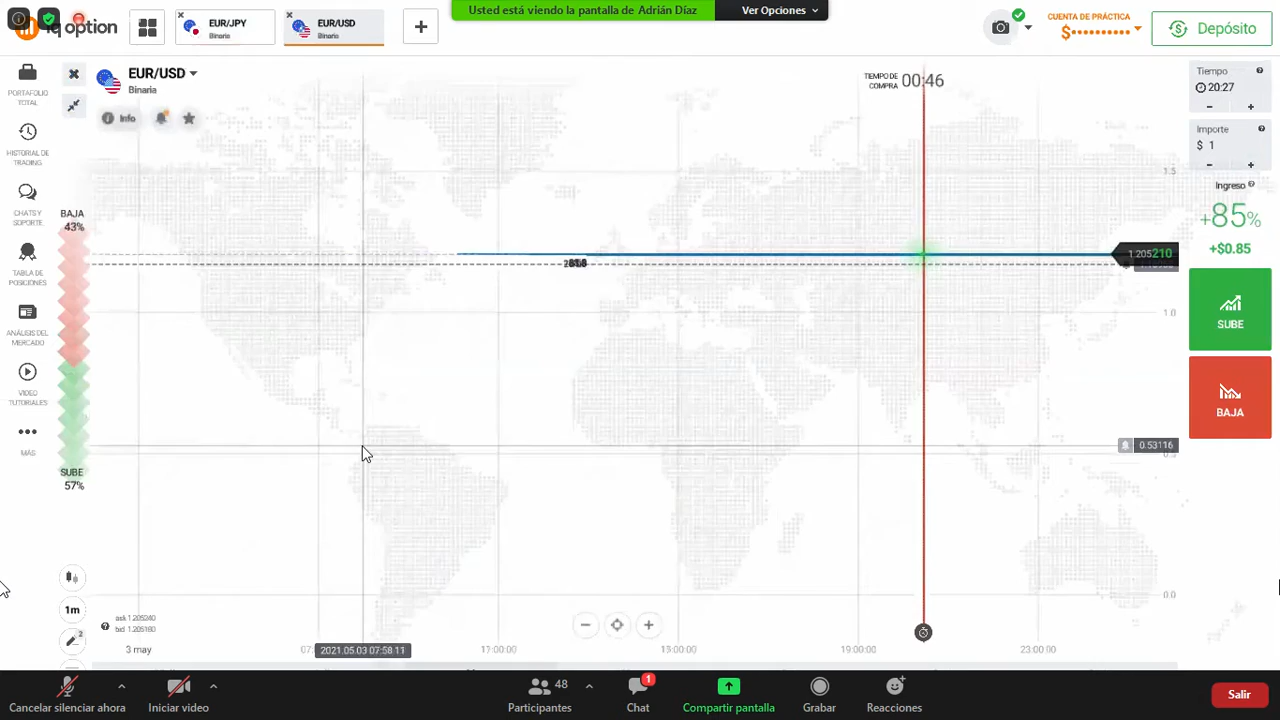 iq option
EUR/JPY
Binaria
EUR/USD
Binaria
Usted está viendo la pantalla de Adrián Díaz
Ver Opciones
CUENTA DE PRÁCTICA
$••••••••••
Depósito
PORTAFOLIO
TOTAL
HISTORIAL DE
TRADING
CHATS Y
SOPORTE
TABLA DE
POSICIONES
ANÁLISIS DEL
MERCADO
VIDEO
TUTORIALES
MÁS
EUR/USD
Binaria
Info
BAJA
43%
SUBE
57%
1m
2
ask 1.205240
bid 1.205180
TIEMPO DE
COMPRA
00:46
1.5
1.205210
1.0
0.53116
0.0
3 may
2021.05.03 07:58:11
15:00:00
19:00:00
23:00:00
Tiempo
20:27
Importe
$ 1
Ingreso
+85%
+$0.85
SUBE
BAJA
Cancelar silenciar ahora
Iniciar video
48
Participantes
1
Chat
Compartir pantalla
Grabar
Reacciones
Salir